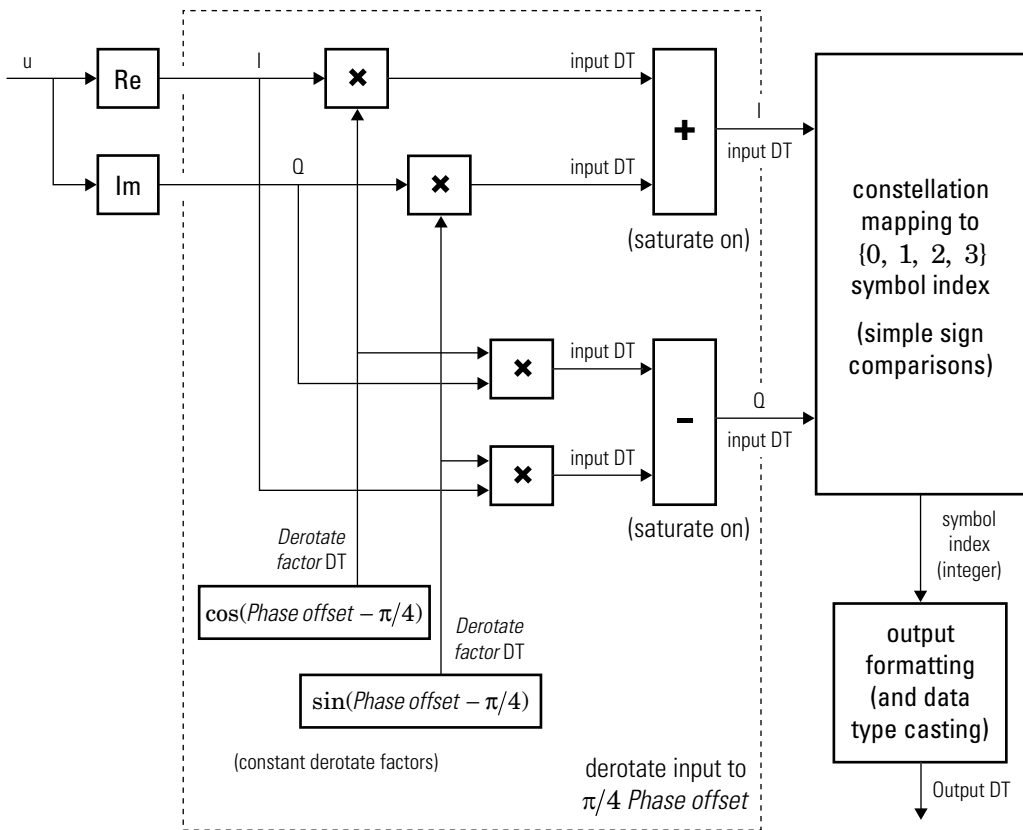 u
Re
I
×
input DT
+
I
input DT
Im
Q
×
input DT
(saturate on)
constellation
mapping to
{0, 1, 2, 3}
symbol index
(simple sign
comparisons)
×
input DT
−
Q
input DT
×
input DT
(saturate on)
Derotate
factor DT
cos(Phase offset − π/4)
Derotate
factor DT
sin(Phase offset − π/4)
(constant derotate factors)
derotate input to
π/4 Phase offset
symbol
index
(integer)
output
formatting
(and data
type casting)
Output DT